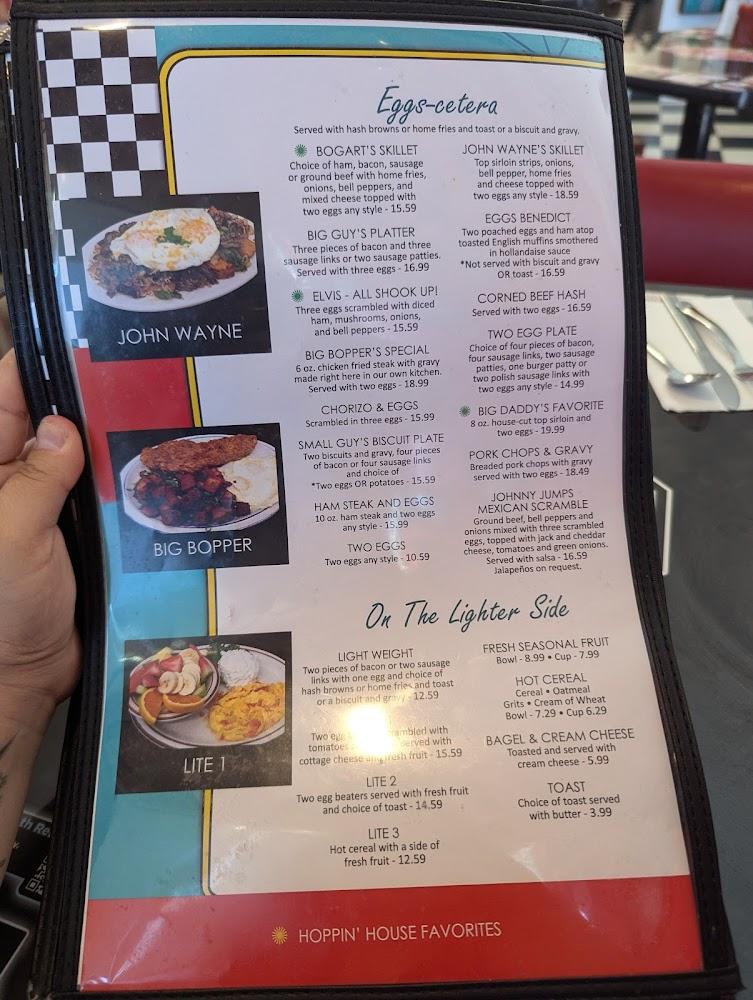 Eggs-cetera
Served with hash browns or home fries and toast or a biscuit and gravy.
BOGART'S SKILLET
Choice of ham, bacon, sausage
or ground beef with home fries,
onions, bell peppers, and
mixed cheese topped with
two eggs any style - 15.59
BIG GUY'S PLATTER
Three pieces of bacon and three
sausage links or two sausage patties.
Served with three eggs - 16.99
ELVIS - ALL SHOOK UP!
Three eggs scrambled with diced
ham, mushrooms, onions,
and bell peppers - 15.59
BIG BOPPER'S SPECIAL
6 oz. chicken fried steak with gravy
made right here in our own kitchen.
Served with two eggs - 18.99
CHORIZO & EGGS
Scrambled in three eggs - 15.99
SMALL GUY'S BISCUIT PLATE
Two biscuits and gravy, four pieces
of bacon or four sausage links
and choice of
*Two eggs OR potatoes - 15.59
HAM STEAK AND EGGS
10 oz. ham steak and two eggs
any style - 15.99
TWO EGGS
Two eggs any style - 10.59
JOHN WAYNE'S SKILLET
Top sirloin strips, onions,
bell pepper, home fries
and cheese topped with
two eggs any style - 18.59
EGGS BENEDICT
Two poached eggs and ham atop
toasted English muffins smothered
in hollandaise sauce
*Not served with biscuit and gravy
OR toast - 16.59
CORNED BEEF HASH
Served with two eggs - 16.59
TWO EGG PLATE
Choice of four pieces of bacon,
four sausage links, two sausage
patties, one burger patty or
two polish sausage links with
two eggs any style - 14.99
BIG DADDY'S FAVORITE
8 oz. house-cut top sirloin and
two eggs - 19.99
PORK CHOPS & GRAVY
Breaded pork chops with gravy
served with two eggs - 18.49
JOHNNY JUMPS
MEXICAN SCRAMBLE
Ground beef, bell peppers and
onions mixed with three scrambled
eggs, topped with jack and cheddar
cheese, tomatoes and green onions.
Served with salsa - 16.59
Jalapeños on request.
JOHN WAYNE
BIG BOPPER
LITE 1
On The Lighter Side
LIGHT WEIGHT
Two pieces of bacon or two sausage
links with one egg and choice of
hash browns or home fries and toast
or a biscuit and gravy - 12.59
Two egg scrambled with
tomatoes served with
cottage cheese and fresh fruit - 15.59
LITE 2
Two egg beaters served with fresh fruit
and choice of toast - 14.59
LITE 3
Hot cereal with a side of
fresh fruit - 12.59
FRESH SEASONAL FRUIT
Bowl - 8.99 • Cup - 7.99
HOT CEREAL
Cereal • Oatmeal
Grits • Cream of Wheat
Bowl - 7.29 • Cup 6.29
BAGEL & CREAM CHEESE
Toasted and served with
cream cheese - 5.99
TOAST
Choice of toast served
with butter - 3.99
HOPPIN' HOUSE FAVORITES